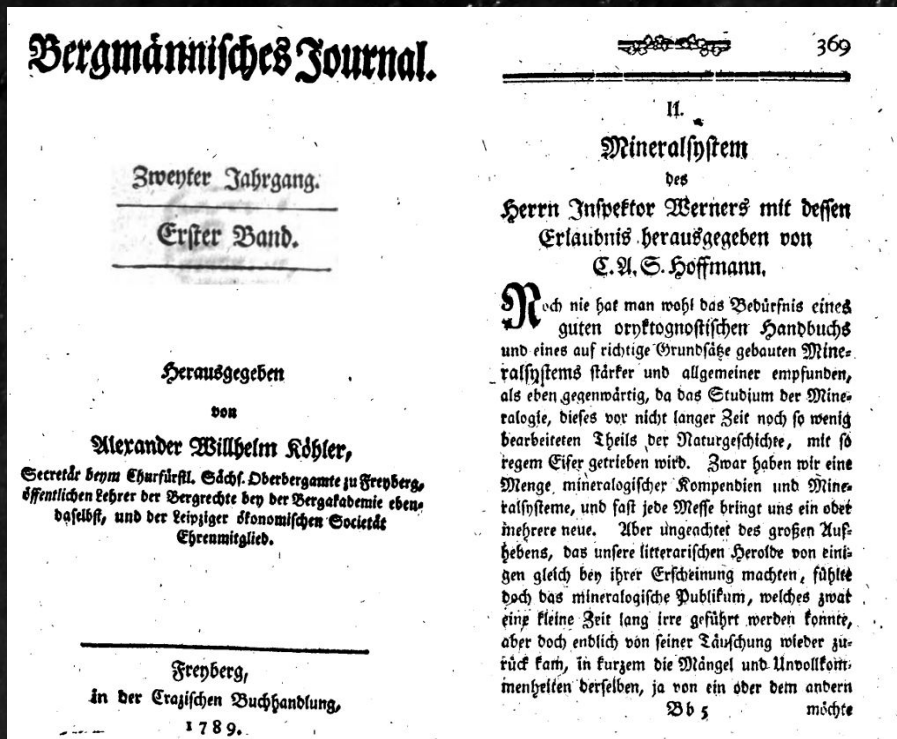 Bergmännisches Journal.
Zweyter Jahrgang.
Erster Band.
Herausgegeben
von
Alexander Willhelm Köhler,
Secretär beym Churfürstl. Sächs. Oberbergamte zu Freyberg,
öffentlichen Lehrer der Bergrechte bey der Bergakademie eben-
daselbst, und der Leipziger ökonomischen Societät
Ehrenmitglied.
Freyberg,
in der Crazischen Buchhandlung,
1789.
369
II.
Mineralsystem
des
Herrn Inspektor Werners mit dessen
Erlaubnis herausgegeben von
C. A. S. Hoffmann.
Noch nie hat man wohl das Bedürfnis eines
guten oryktognostischen Handbuchs
und eines auf richtige Grundsätze gebauten Mine-
ralsystems stärker und allgemeiner empfunden,
als eben gegenwärtig, da das Studium der Mine-
ralogie, dieses vor nicht langer Zeit noch so wenig
bearbeiteten Theils der Naturgeschichte, mit so
regem Eifer getrieben wird. Zwar haben wir eine
Menge mineralogischer Kompendien und Mine-
ralsysteme, und fast jede Messe bringt uns ein oder
mehrere neue. Aber ungeachtet des großen Auf-
hebens, das unsere litterarischen Herolde von eini-
gen gleich bey ihrer Erscheinung machten, fühlte
doch das mineralogische Publikum, welches zwar
eine kleine Zeit lang irre geführt werden konnte,
aber doch endlich von seiner Täuschung wieder zu-
rück kam, in kurzem die Mängel und Unvollkom-
menheiten derselben, ja von ein oder dem andern
Bb 5 möchte